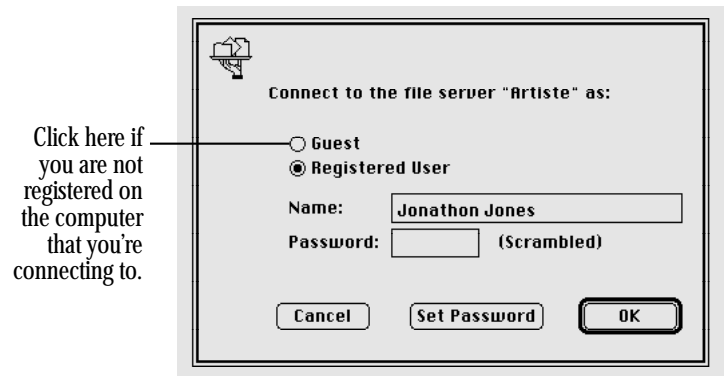 Connect to the file server "Artiste" as:
Click here if
you are not
registered on
the computer
that you're
connecting to.
Guest
Registered User
Name: Jonathon Jones
Password: (Scrambled)
Cancel Set Password OK